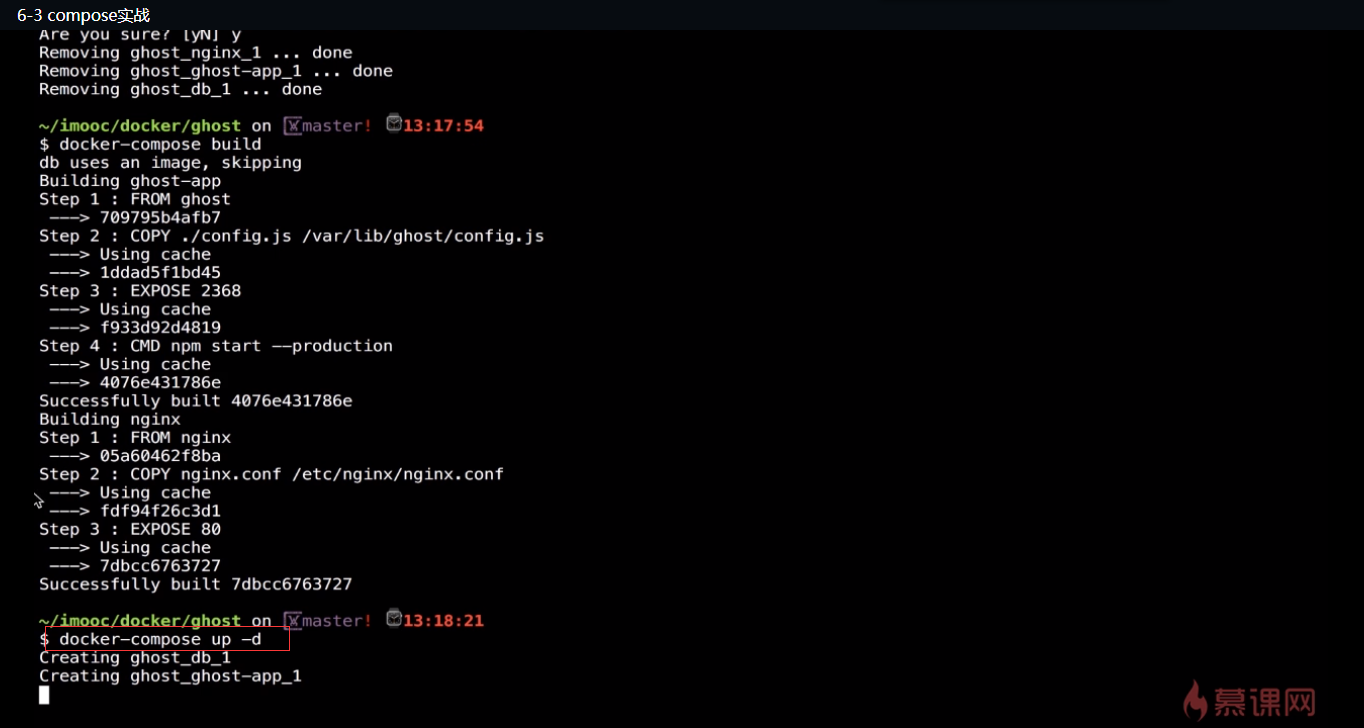 6-3 compose实战
Are you sure? [yN] y
Removing ghost_nginx_1 ... done
Removing ghost_ghost-app_1 ... done
Removing ghost_db_1 ... done
~/imooc/docker/ghost on master! 13:17:54
$ docker-compose build
db uses an image, skipping
Building ghost-app
Step 1 : FROM ghost
---> 709795b4afb7
Step 2 : COPY ./config.js /var/lib/ghost/config.js
---> Using cache
---> 1ddad5f1bd45
Step 3 : EXPOSE 2368
---> Using cache
---> f933d92d4819
Step 4 : CMD npm start --production
---> Using cache
---> 4076e431786e
Successfully built 4076e431786e
Building nginx
Step 1 : FROM nginx
---> 05a60462f8ba
Step 2 : COPY nginx.conf /etc/nginx/nginx.conf
---> Using cache
---> fdf94f26c3d1
Step 3 : EXPOSE 80
---> Using cache
---> 7dbcc6763727
Successfully built 7dbcc6763727
~/imooc/docker/ghost on master! 13:18:21
$ docker-compose up -d
Creating ghost_db_1
Creating ghost_ghost-app_1
慕课网